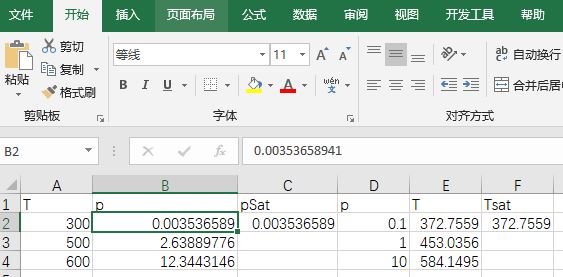 文件 开始 插入 页面布局 公式 数据 审阅 视图 开发工具 帮助
剪切
复制
格式刷
粘贴
等线 11 A A
B I U A wén 文
ab 自动换行
合并后居中
剪贴板 字体 对齐方式
B2 fx 0.00353658941
A B C D E F
1 T p pSat p T Tsat
2 300 0.003536589 0.003536589 0.1 372.7559 372.7559
3 500 2.63889776 1 453.0356
4 600 12.3443146 10 584.1495